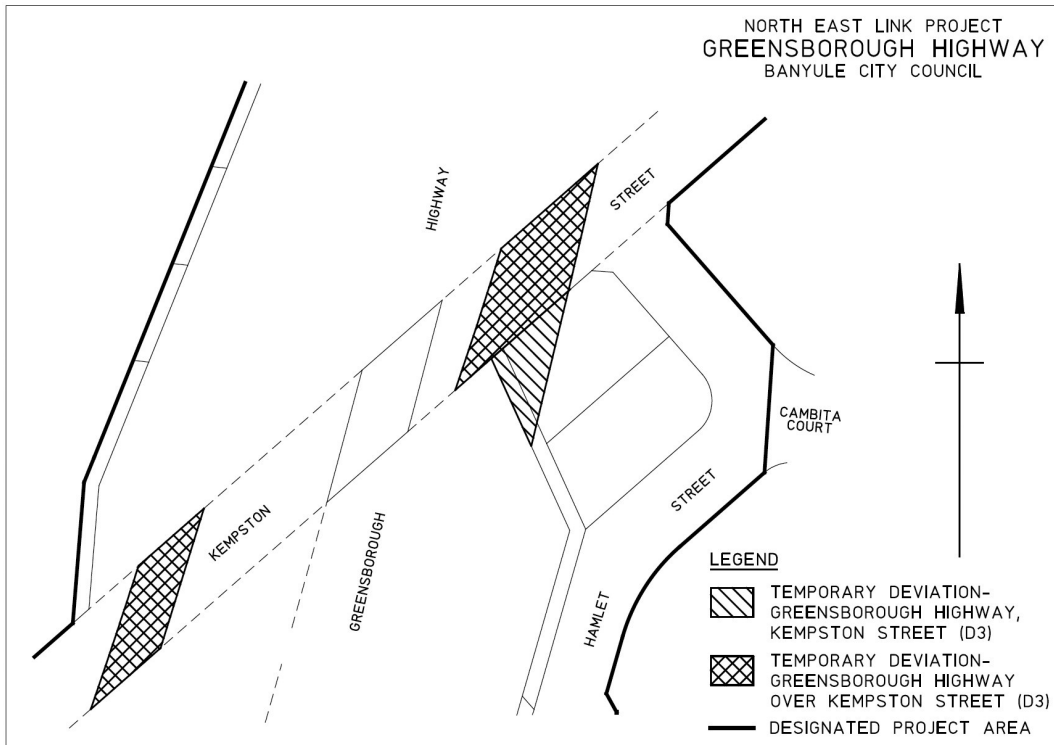 NORTH EAST LINK PROJECT
GREENSBOROUGH HIGHWAY
BANYULE CITY COUNCIL
HIGHWAY
STREET
CAMBITA
COURT
KEMPSTON
GREENSBOROUGH
STREET
HAMLET
LEGEND
TEMPORARY DEVIATION-
GREENSBOROUGH HIGHWAY,
KEMPSTON STREET (D3)
TEMPORARY DEVIATION-
GREENSBOROUGH HIGHWAY
OVER KEMPSTON STREET (D3)
DESIGNATED PROJECT AREA